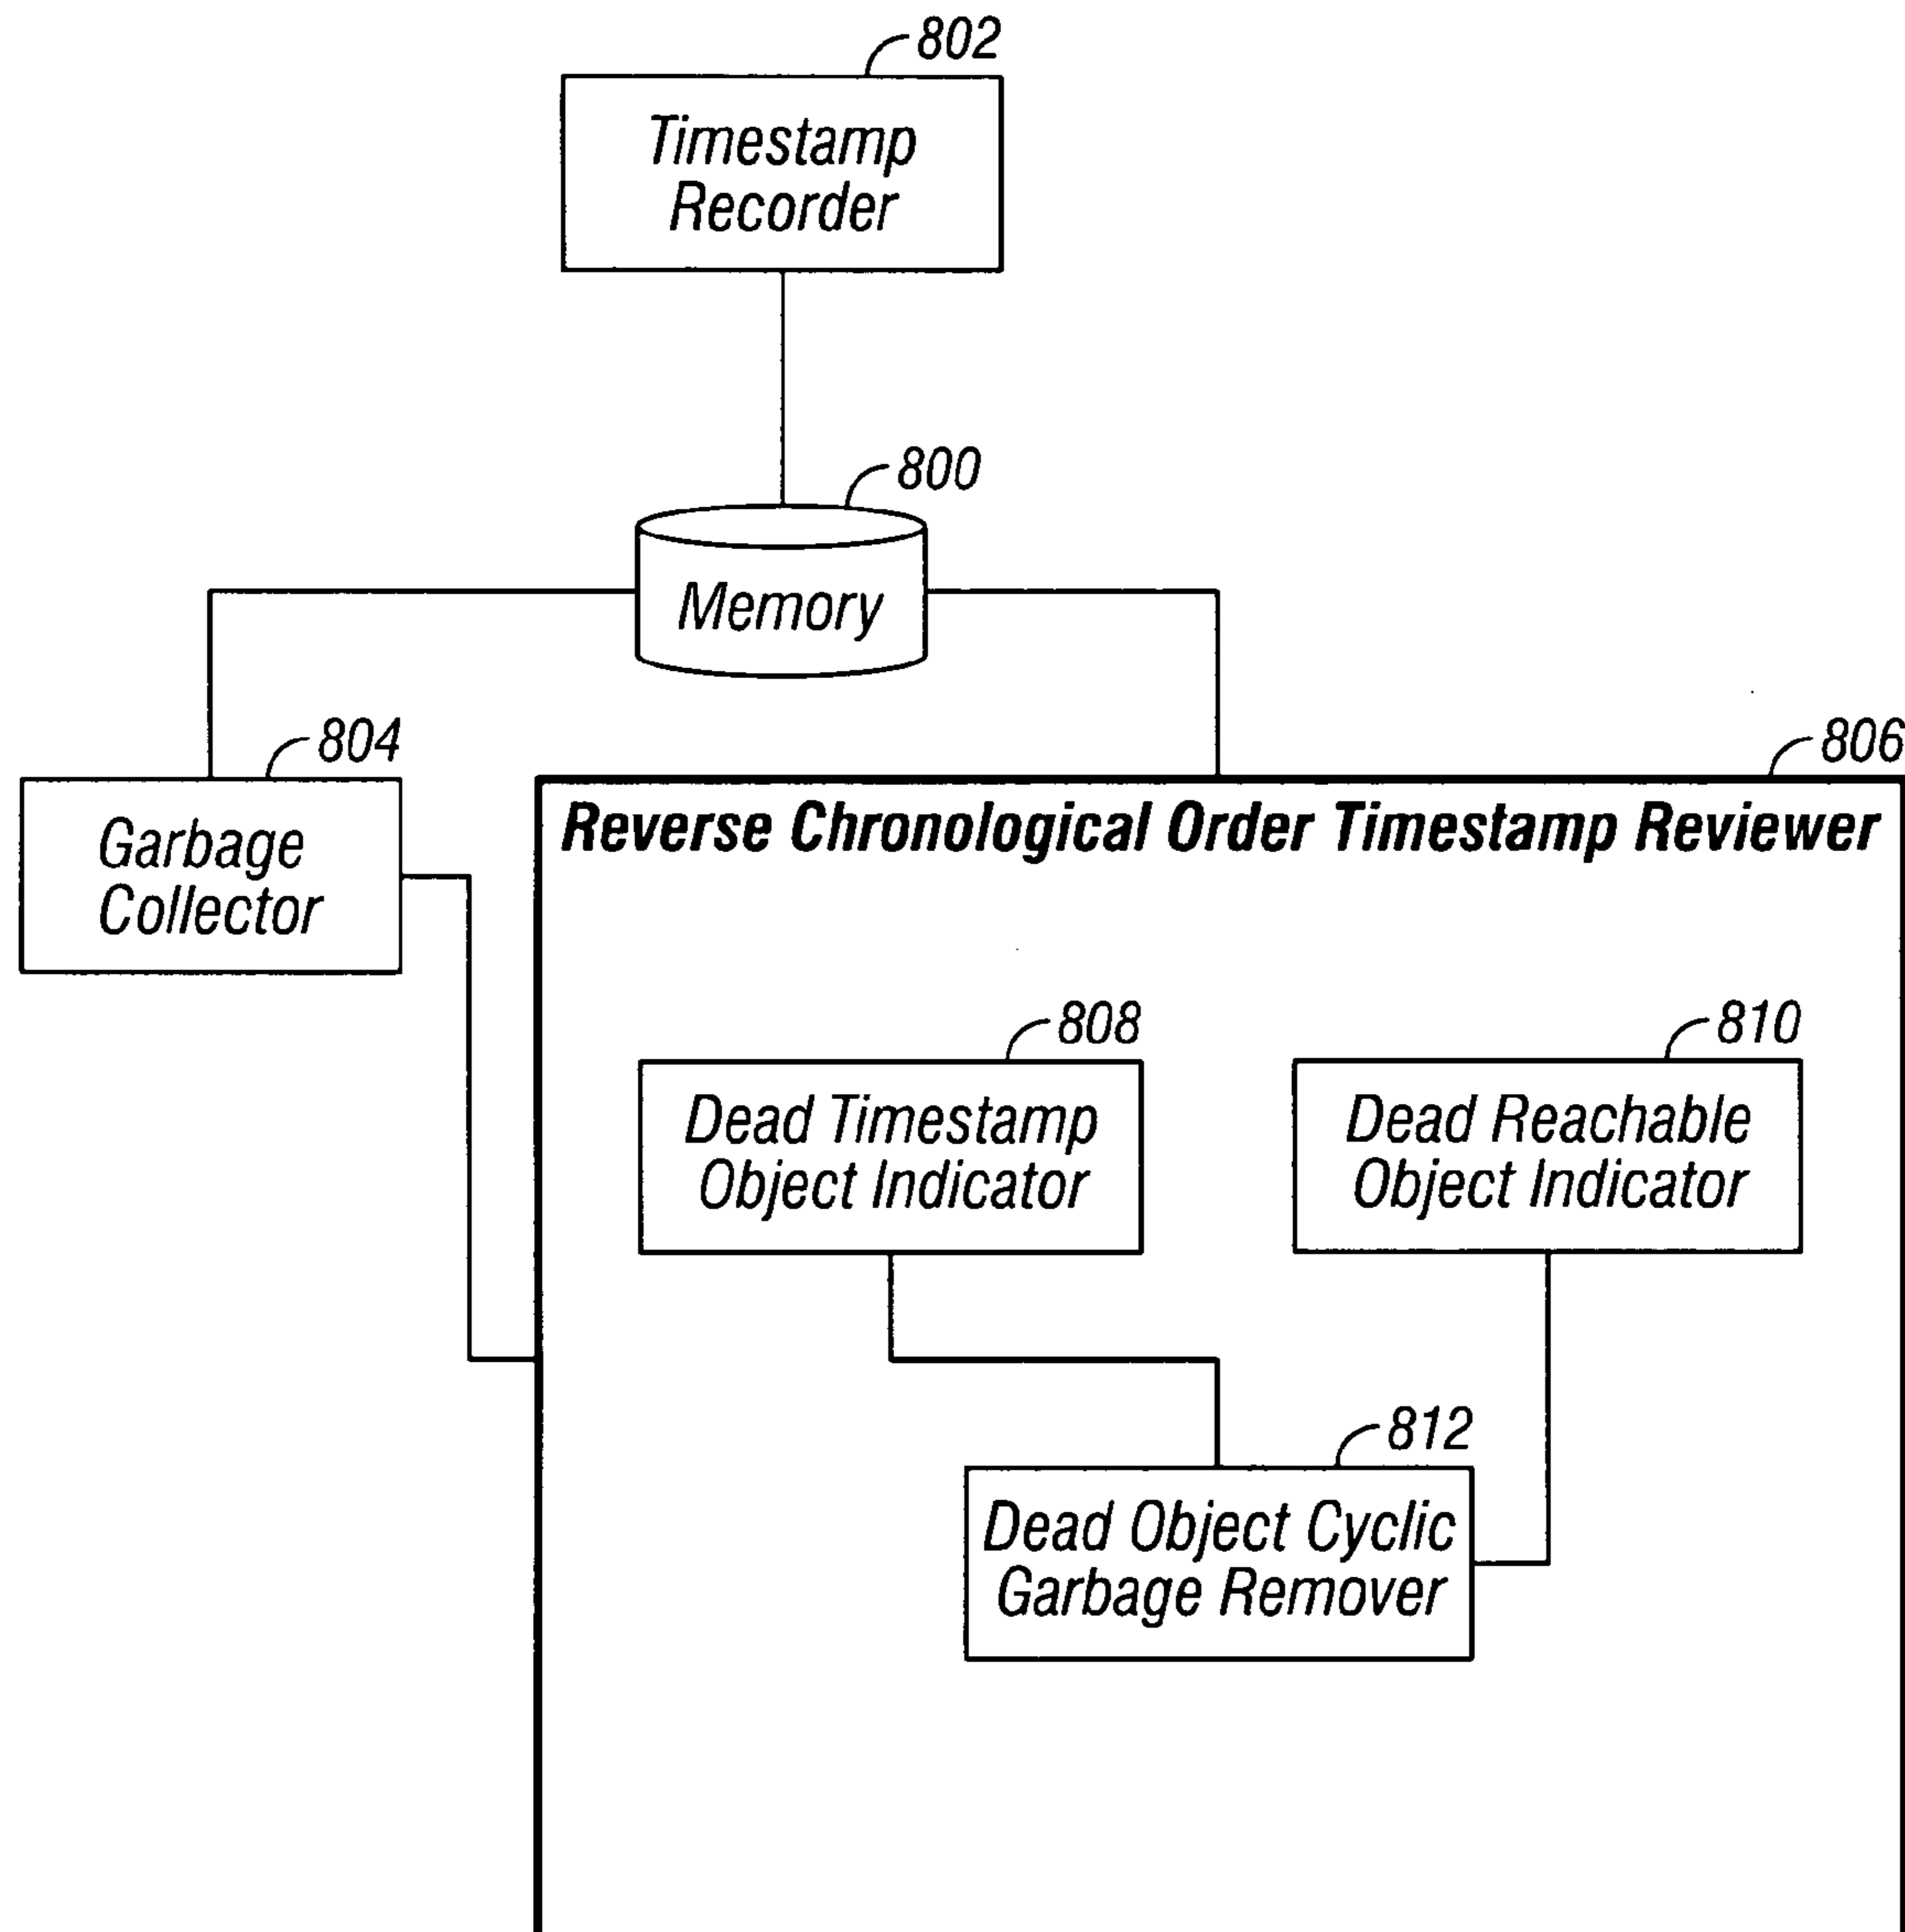 802
Timestamp
Recorder
800
Memory
804
Garbage
Collector
806
Reverse Chronological Order Timestamp Reviewer
808
Dead Timestamp
Object Indicator
810
Dead Reachable
Object Indicator
812
Dead Object Cyclic
Garbage Remover